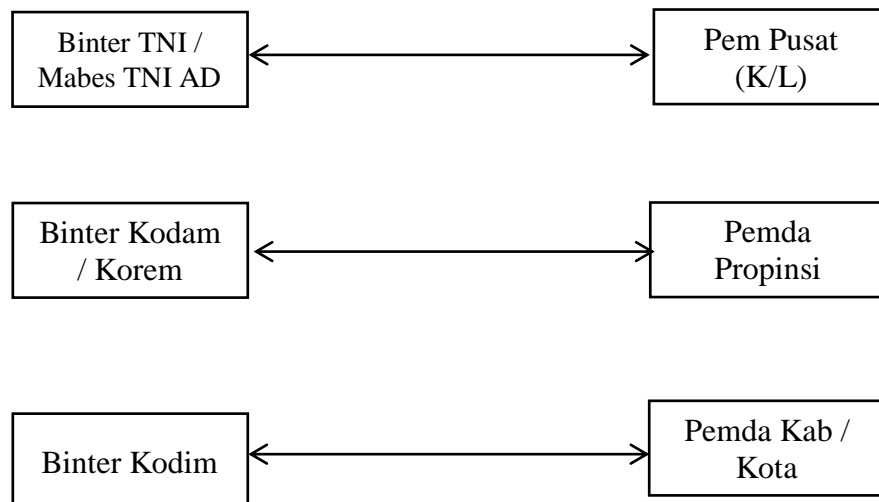 Binter TNI /
Mabes TNI AD
Pem Pusat
(K/L)
Binter Kodam
/ Korem
Pemda
Propinsi
Binter Kodim
Pemda Kab /
Kota